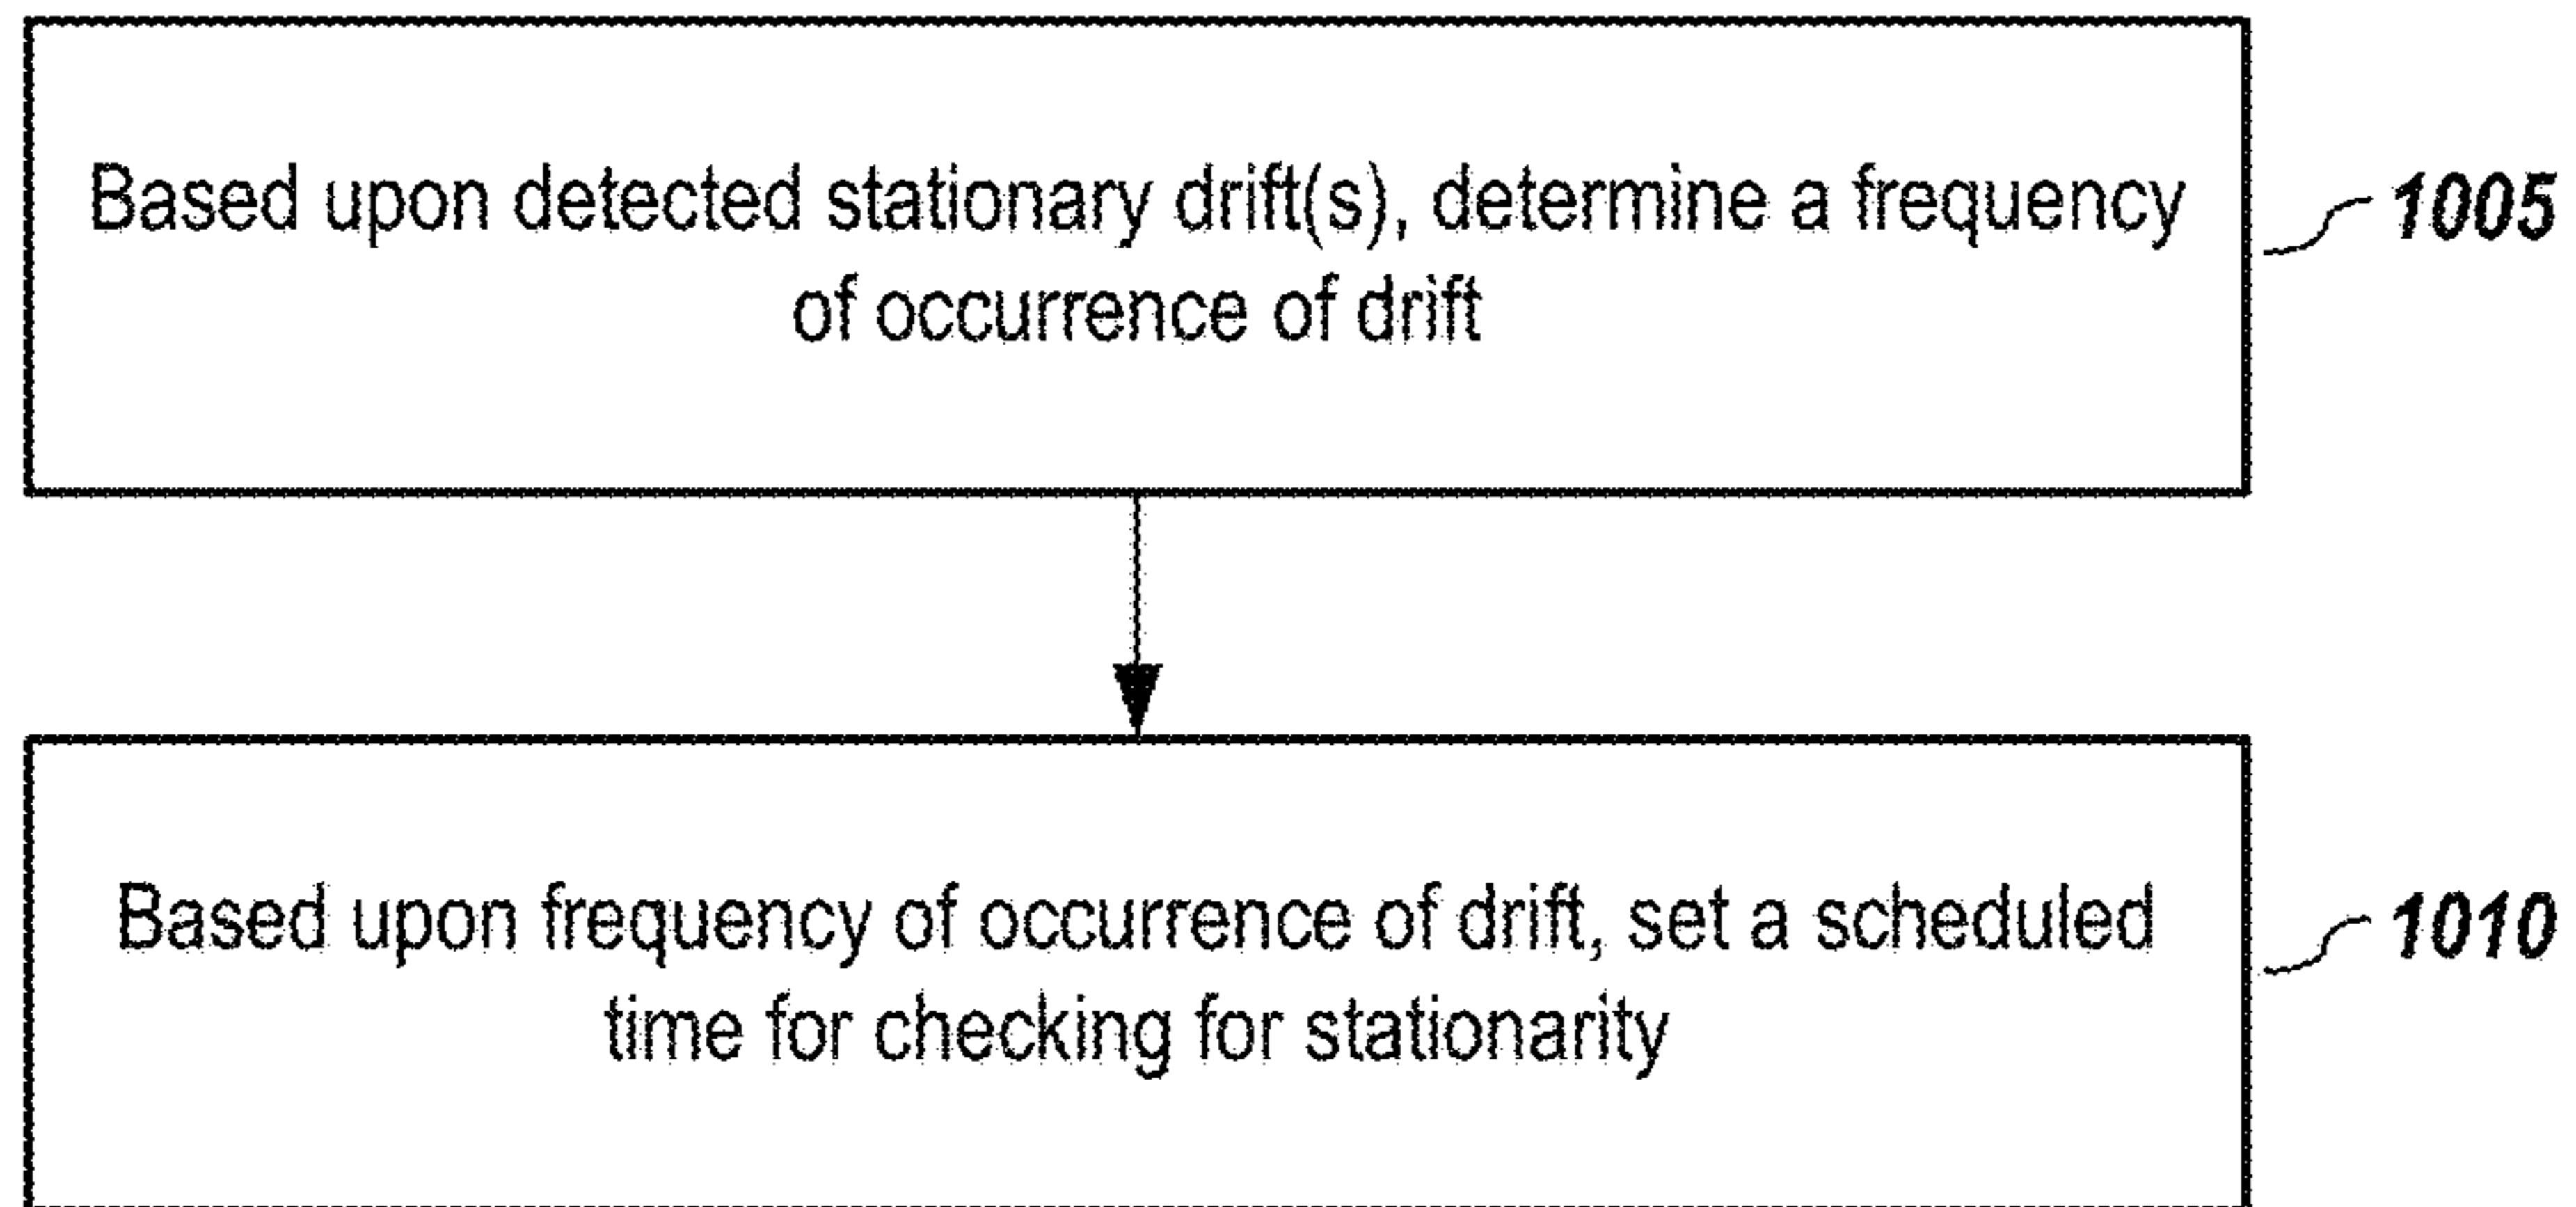 Based upon detected stationary drift(s), determine a frequency
of occurrence of drift
1005
Based upon frequency of occurrence of drift, set a scheduled
time for checking for stationarity
1010